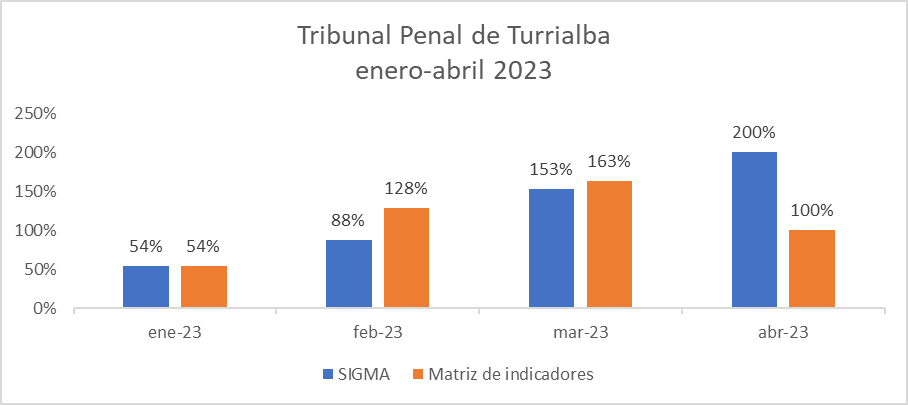 Tribunal Penal de Turrialba
enero-abril 2023
250%
200%
150%
100%
50%
0%
54%
54%
88%
128%
153%
163%
200%
100%
ene-23
feb-23
mar-23
abr-23
SIGMA
Matriz de indicadores